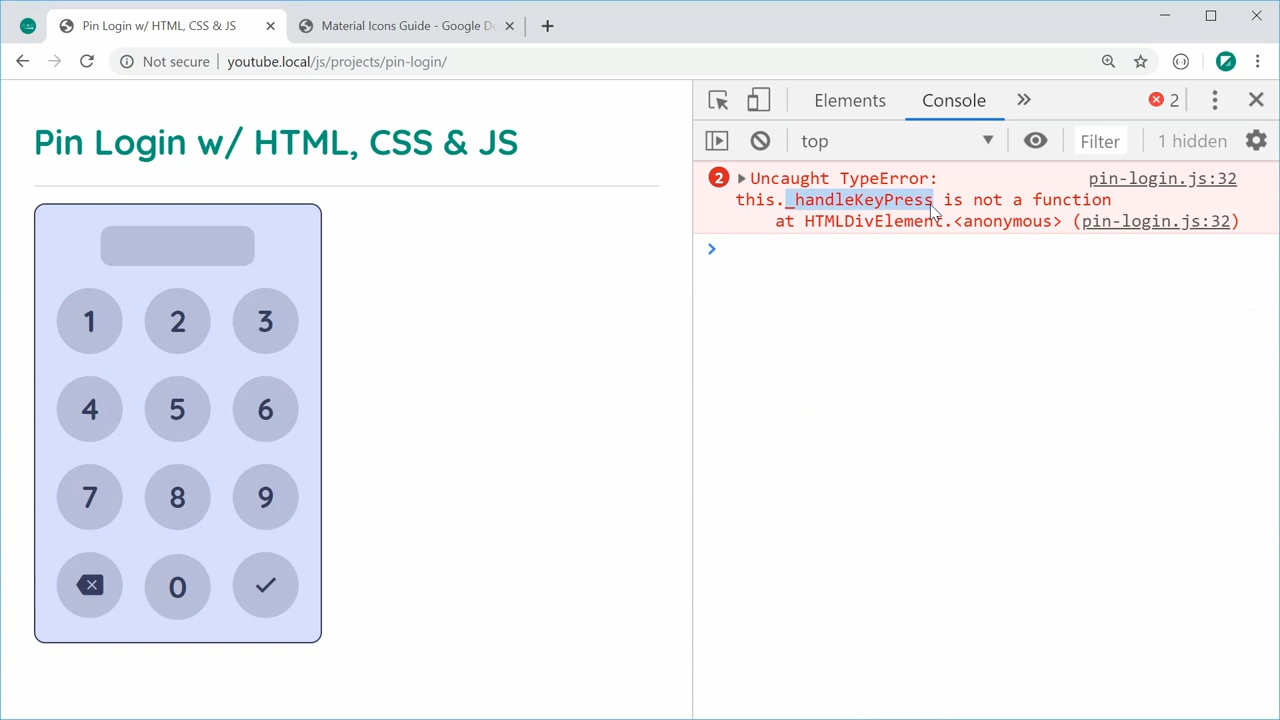 Pin Login w/ HTML, CSS & JS
Material Icons Guide - Google De
Not secure
youtube.local/js/projects/pin-login/
Pin Login w/ HTML, CSS & JS
1 2 3
4 5 6
7 8 9
0
Elements Console 2
top Filter 1 hidden
2 Uncaught TypeError: pin-login.js:32
this._handleKeyPress is not a function
at HTMLDivElement.<anonymous> (pin-login.js:32)